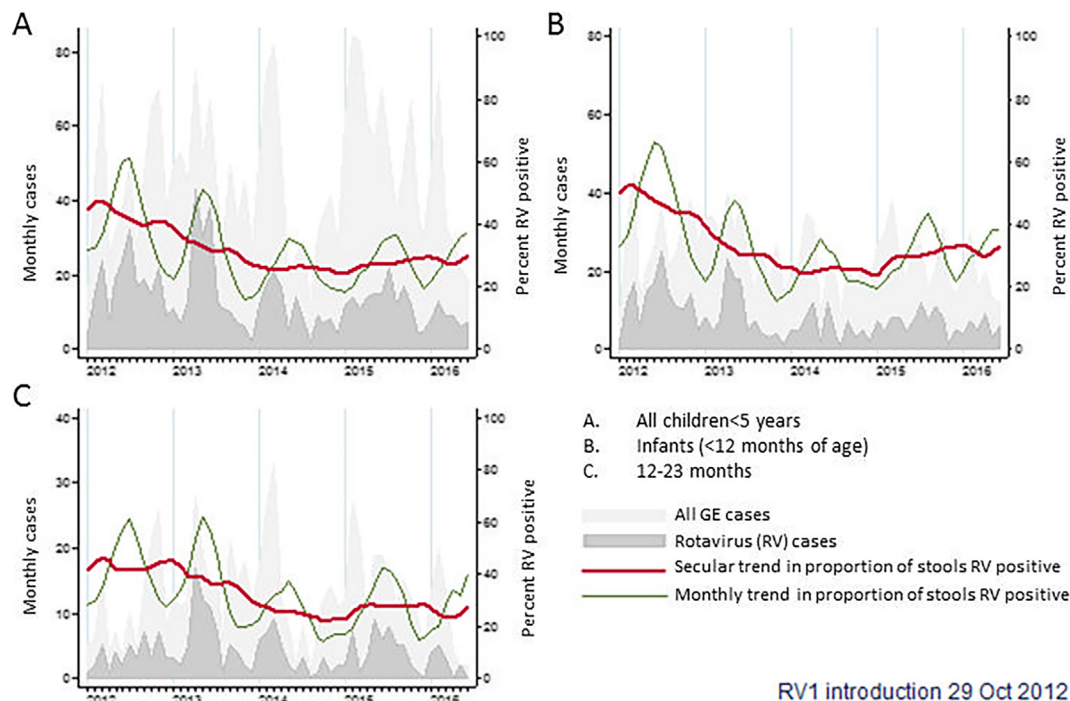 A
Monthly cases
80
60
40
20
0
2012 2013 2014 2015 2016
100
80
60
40
20
0
Percent RV positive
B
Monthly cases
80
60
40
20
0
2012 2013 2014 2015 2016
100
80
60
40
20
0
Percent RV positive
C
Monthly cases
40
30
20
10
0
2012 2013 2014 2015 2016
100
80
60
40
20
0
Percent RV positive
A. All children<5 years
B. Infants (<12 months of age)
C. 12-23 months
All GE cases
Rotavirus (RV) cases
Secular trend in proportion of stools RV positive
Monthly trend in proportion of stools RV positive
RV1 introduction 29 Oct 2012